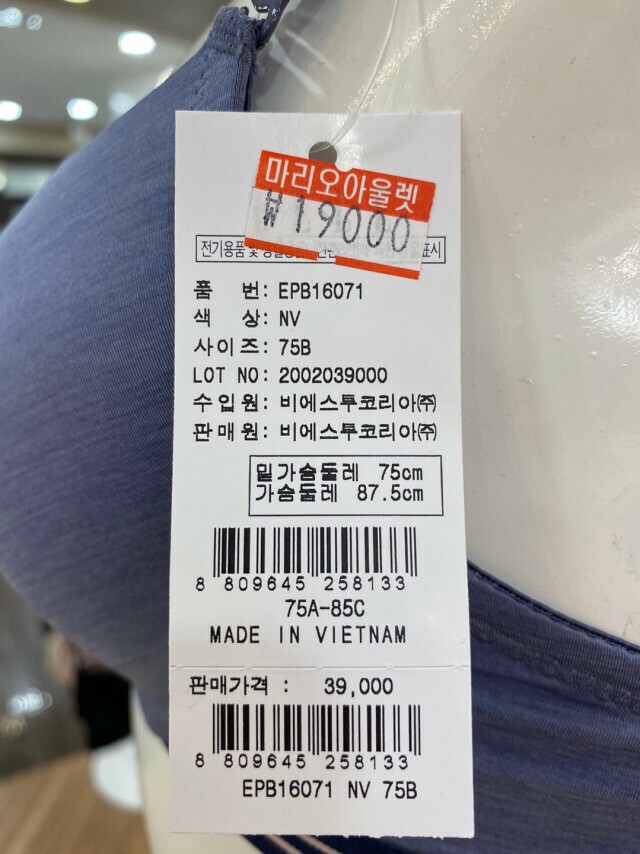 마리오아울렛
₩19000
전기용품 및 표시
품 번: EPB16071
색 상: NV
사이즈: 75B
LOT NO: 2002039000
수입원: 비에스투코리아㈜
판매원: 비에스투코리아㈜
밑가슴둘레 75cm
가슴둘레 87.5cm
8 809645 258133
75A-85C
MADE IN VIETNAM
판매가격 : 39,000
8 809645 258133
EPB16071 NV 75B